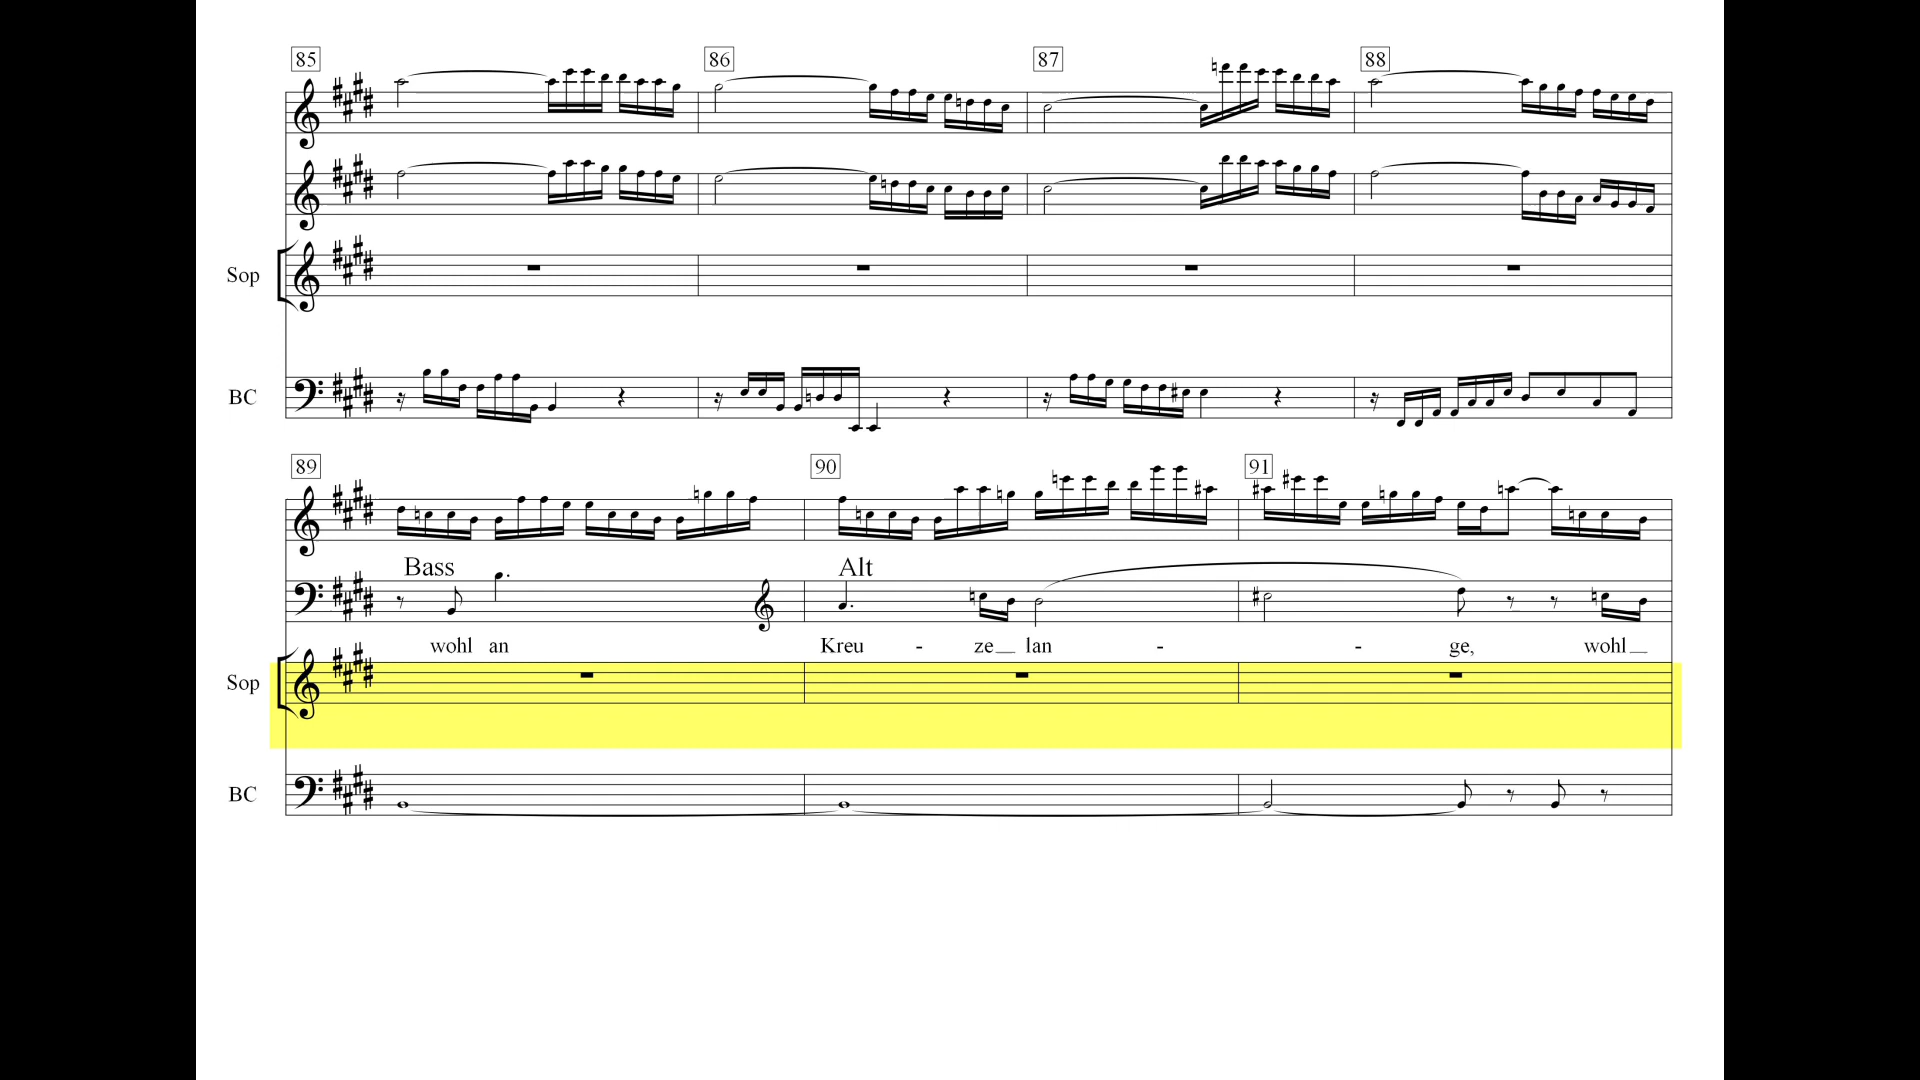 85 86 87 88
Sop
BC
89 90 91
Bass Alt
wohl an Kreu - ze lan - - ge, wohl
Sop
BC